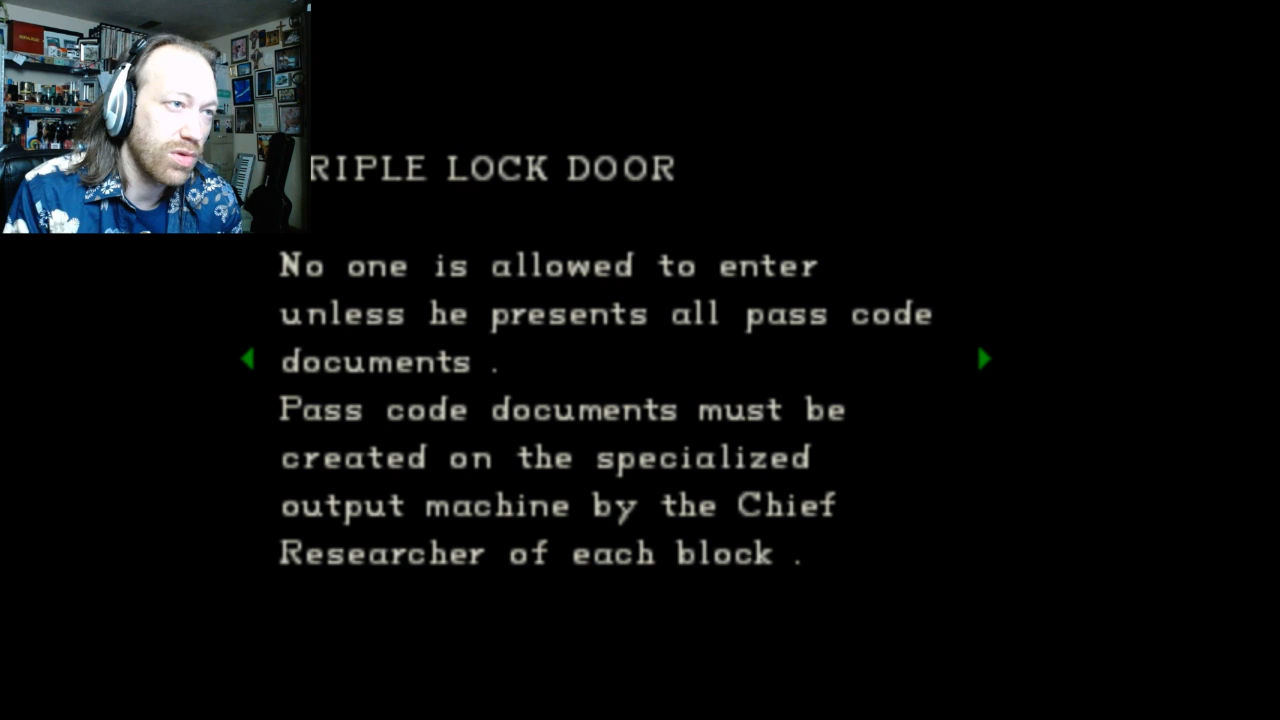 RIPLE LOCK DOOR
No one is allowed to enter
unless he presents all pass code
documents .
Pass code documents must be
created on the specialized
output machine by the Chief
Researcher of each block .